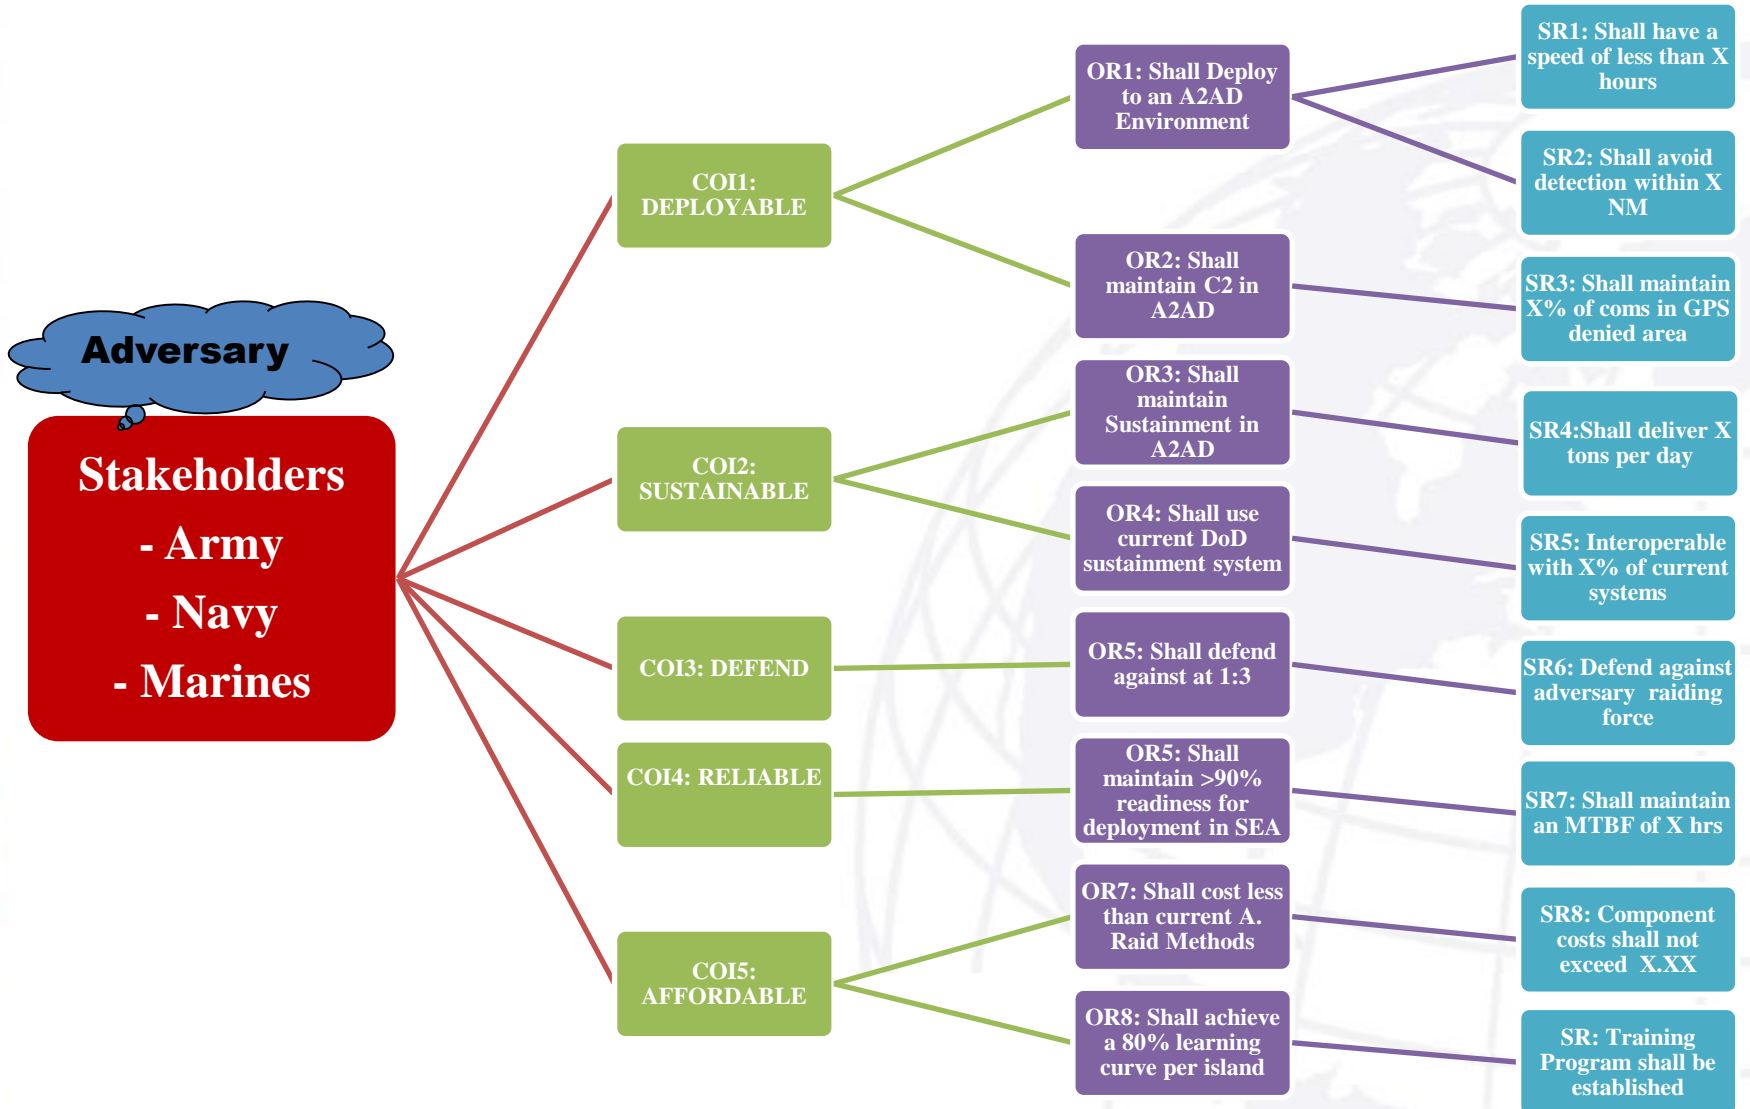 Adversary
Stakeholders
- Army
- Navy
- Marines
COI1:
DEPLOYABLE
COI2:
SUSTAINABLE
COI3: DEFEND
COI4: RELIABLE
COI5:
AFFORDABLE
OR1: Shall Deploy
to an A2AD
Environment
OR2: Shall
maintain C2 in
A2AD
OR3: Shall
maintain
Sustainment in
A2AD
OR4: Shall use
current DoD
sustainment system
OR5: Shall defend
against at 1:3
OR5: Shall
maintain >90%
readiness for
deployment in SEA
OR7: Shall cost less
than current A.
Raid Methods
OR8: Shall achieve
a 80% learning
curve per island
SR1: Shall have a
speed of less than X
hours
SR2: Shall avoid
detection within X
NM
SR3: Shall maintain
X% of coms in GPS
denied area
SR4:Shall deliver X
tons per day
SR5: Interoperable
with X% of current
systems
SR6: Defend against
adversary  raiding
force
SR7: Shall maintain
an MTBF of X hrs
SR8: Component
costs shall not
exceed  X.XX
SR: Training
Program shall be
established